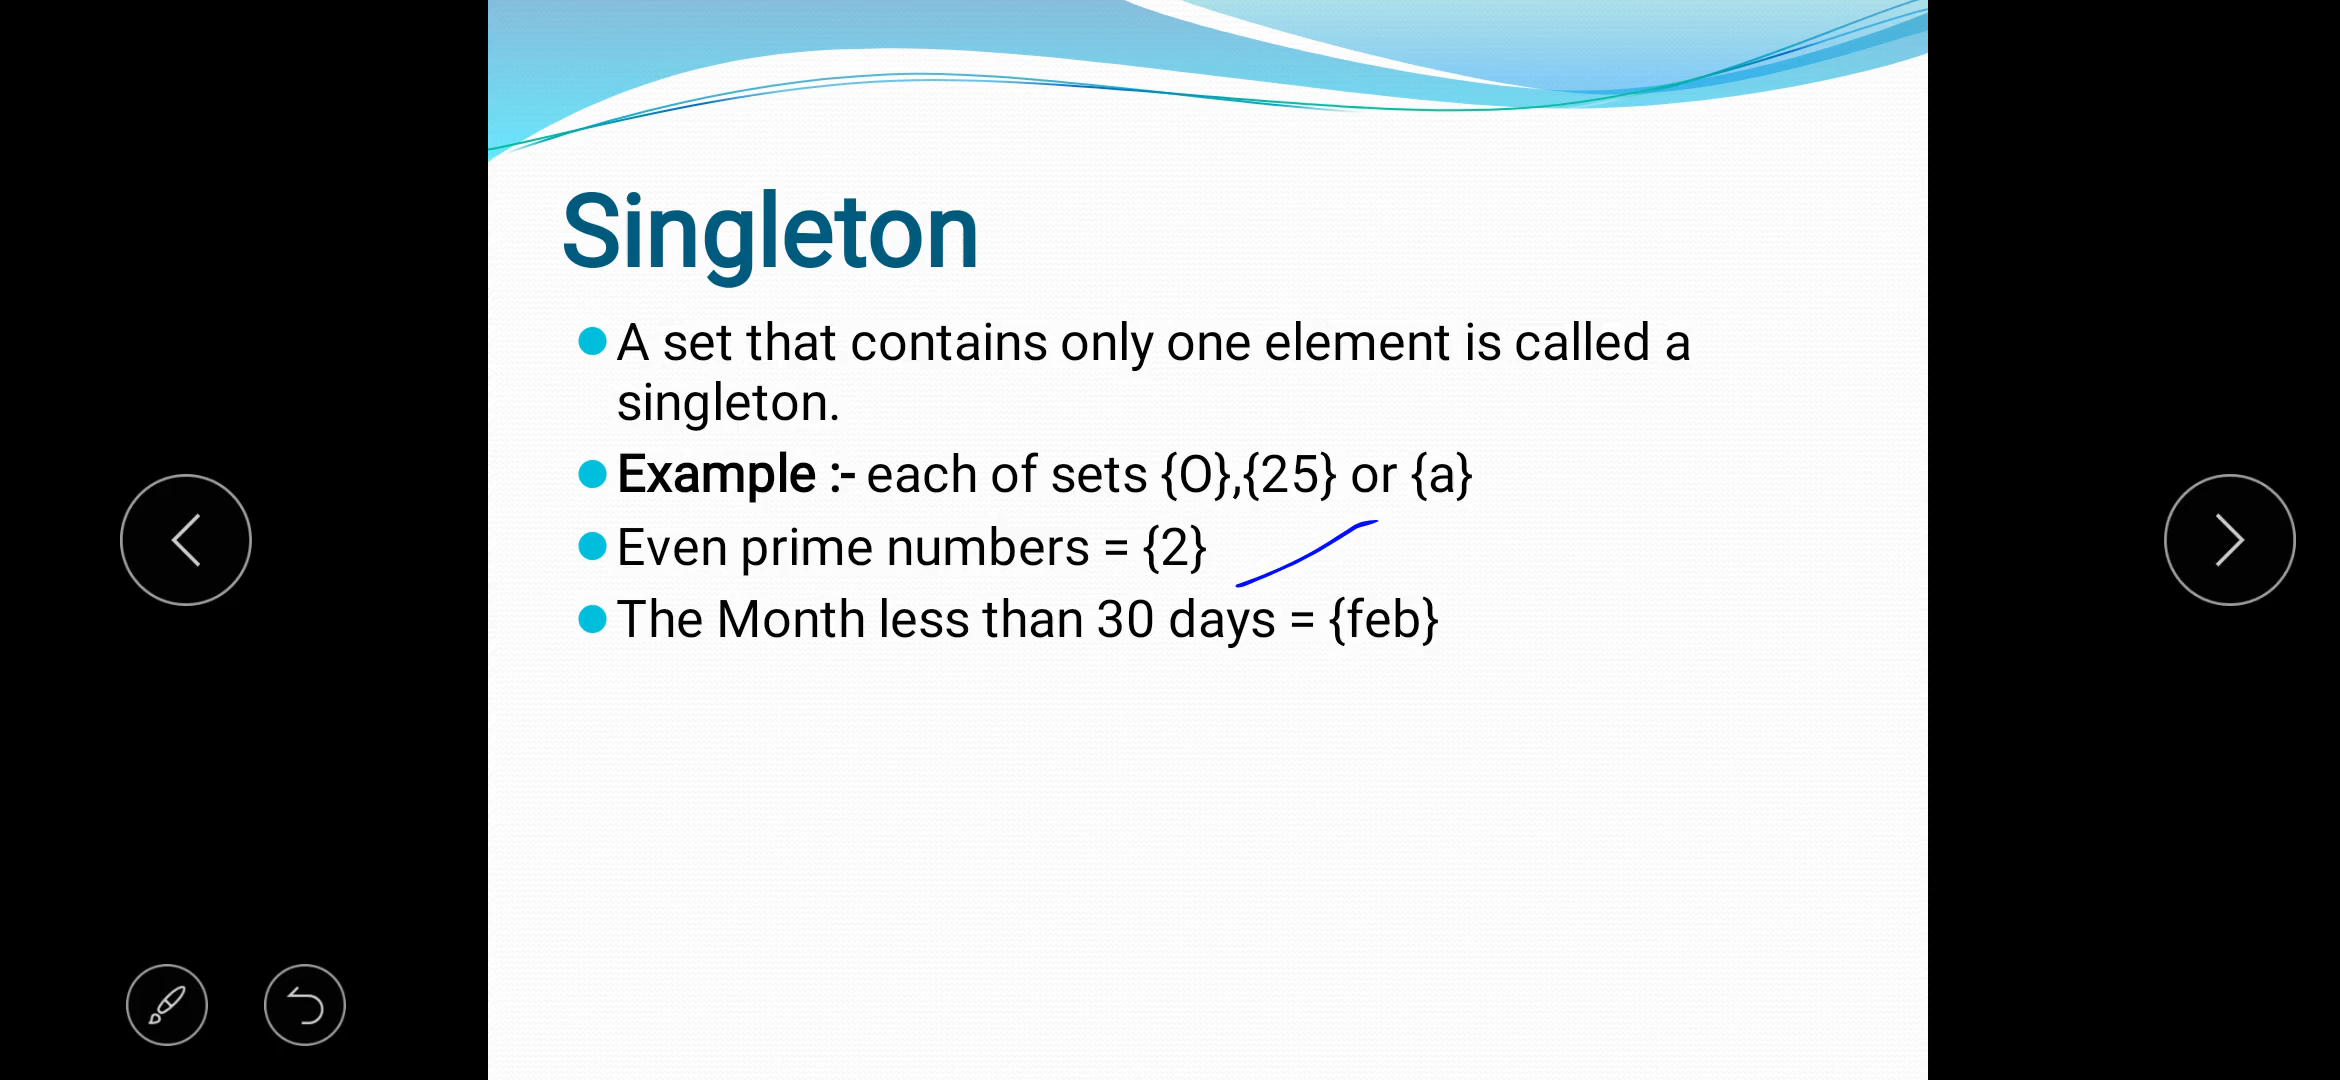 Singleton
A set that contains only one element is called a
singleton.
Example :- each of sets {O},{25} or {a}
Even prime numbers = {2}
The Month less than 30 days = {feb}